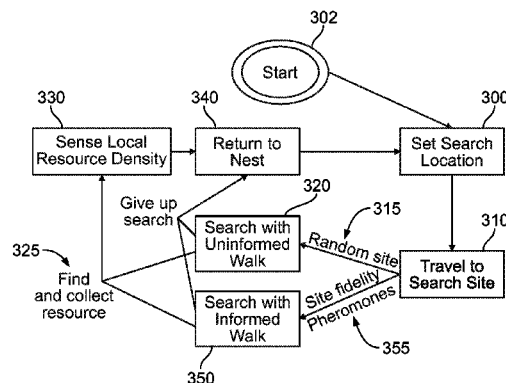 302
Start
330
340
300
Sense Local
Resource Density
Return to
Nest
Set Search
Location
Give up
search
320
315
310
325
Search with
Uninformed
Walk
Random site
Travel to
Search Site
Find
and collect
resource
Search with
Informed
Walk
Site fidelity
Pheromones
350
355